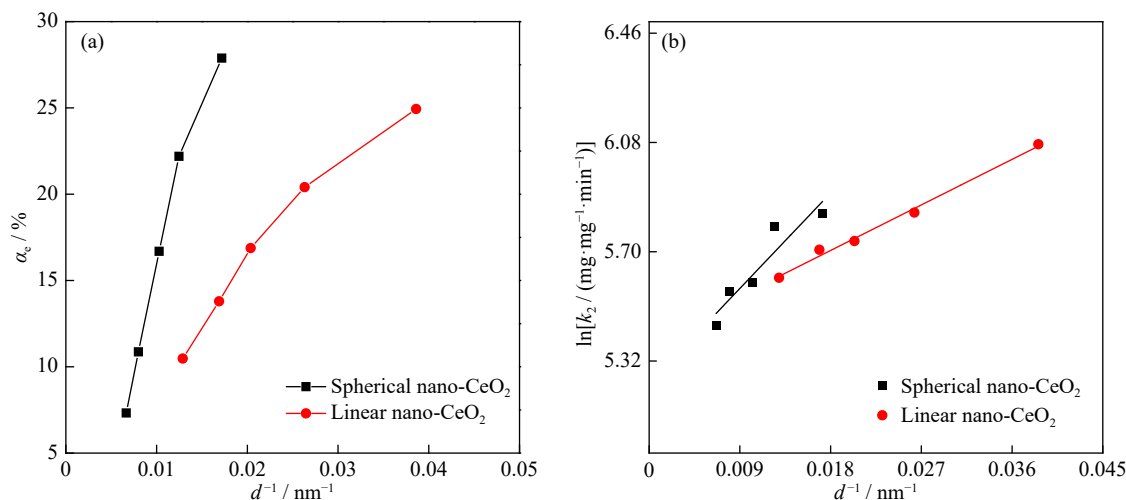 (a)
30
25
20
15
10
5
αe / %
0 0.01 0.02 0.03 0.04 0.05
d⁻¹ / nm⁻¹
Spherical nano-CeO₂
Linear nano-CeO₂
(b)
6.46
6.08
5.70
5.32
ln[k₂ / (mg·mg⁻¹·min⁻¹)]
0 0.009 0.018 0.027 0.036 0.045
d⁻¹ / nm⁻¹
Spherical nano-CeO₂
Linear nano-CeO₂